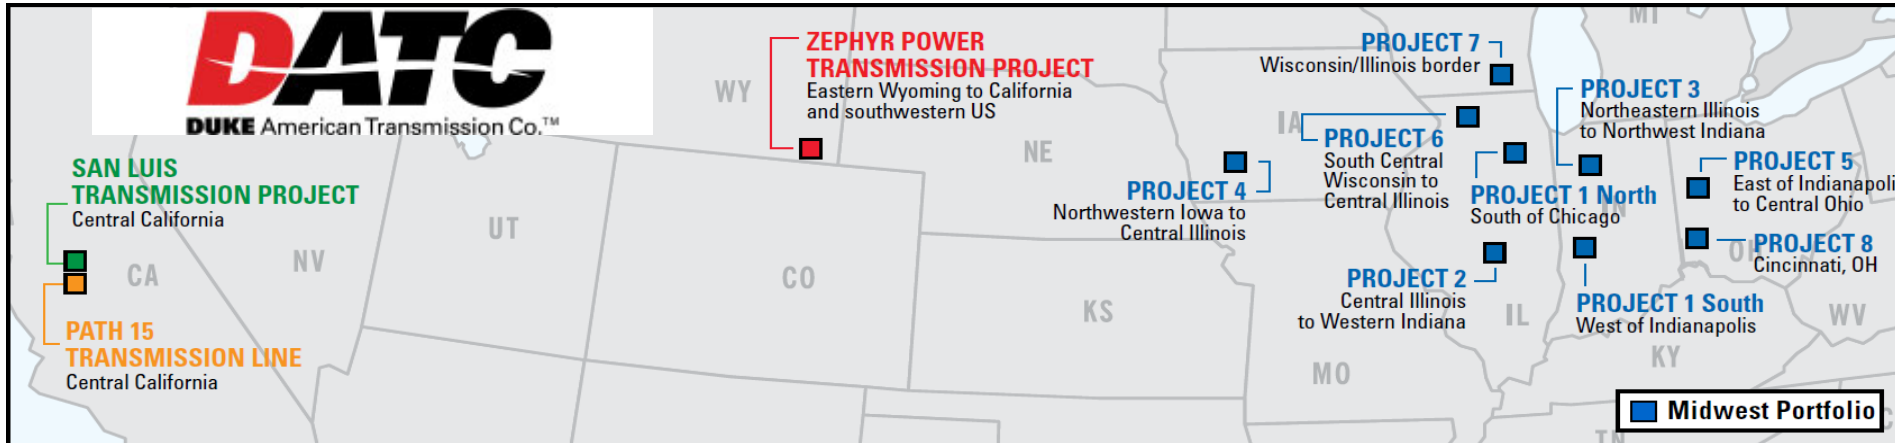 DATC
DUKE American Transmission Co.™
ZEPHYR POWER
TRANSMISSION PROJECT
Eastern Wyoming to California
and southwestern US
SAN LUIS
TRANSMISSION PROJECT
Central California
PATH 15
TRANSMISSION LINE
Central California
PROJECT 7
Wisconsin/Illinois border
PROJECT 3
Northeastern Illinois
to Northwest Indiana
PROJECT 6
South Central
Wisconsin to
Central Illinois
PROJECT 4
Northwestern Iowa to
Central Illinois
PROJECT 1 North
South of Chicago
PROJECT 5
East of Indianapoli
to Central Ohio
PROJECT 8
Cincinnati, OH
PROJECT 2
Central Illinois
to Western Indiana
PROJECT 1 South
West of Indianapolis
Midwest Portfolio
WY
NE
IA
MI
UT
NV
CA
CO
KS
MO
IL
IN
OH
KY
WV
TN